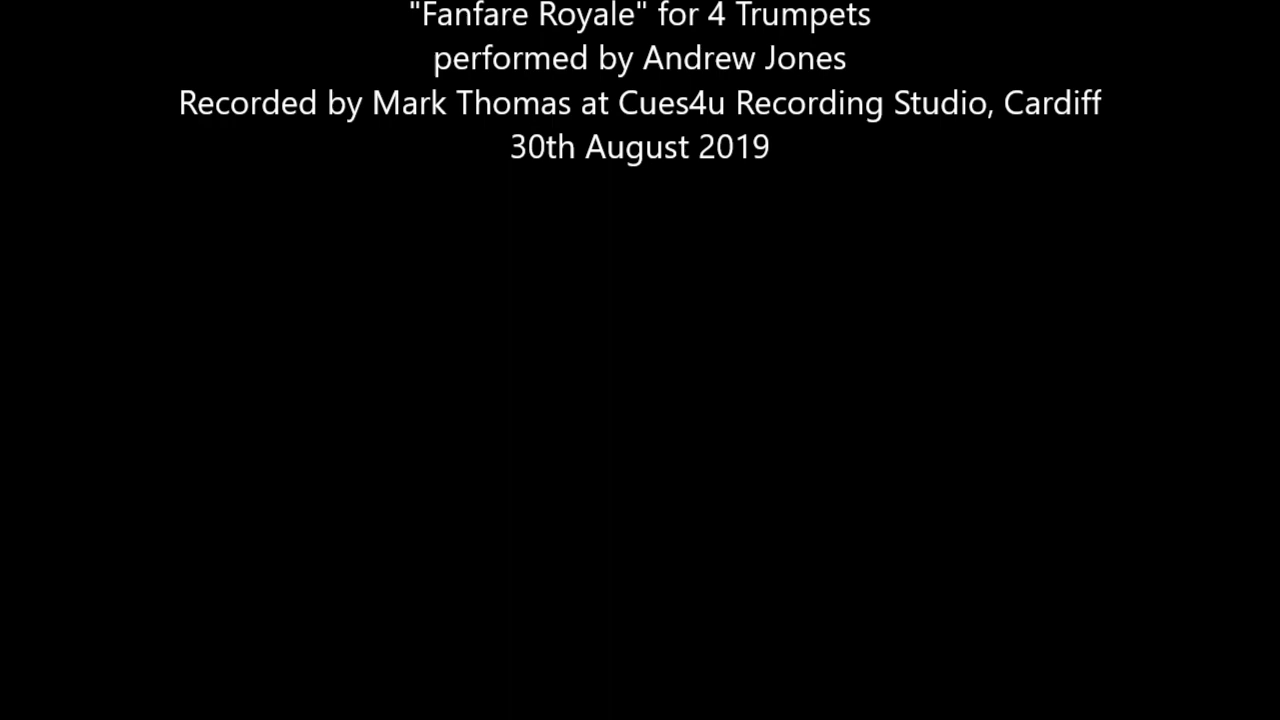 "Fanfare Royale" for 4 Trumpets
performed by Andrew Jones
Recorded by Mark Thomas at Cues4u Recording Studio, Cardiff
30th August 2019